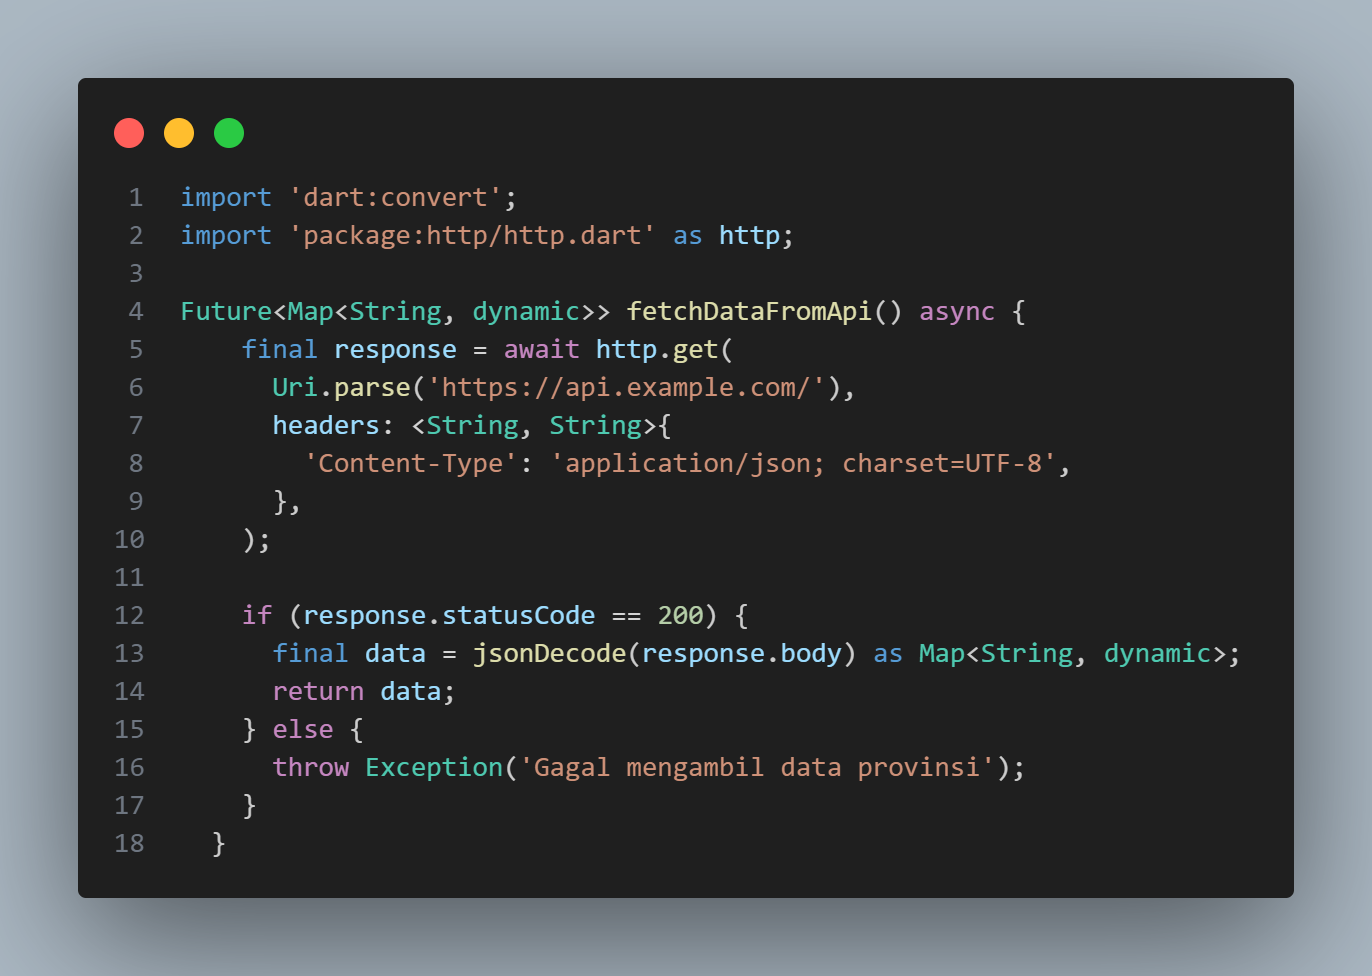 1 import 'dart:convert';
2 import 'package:http/http.dart' as http;
3
4 Future<Map<String, dynamic>> fetchDataFromApi() async {
5     final response = await http.get(
6       Uri.parse('https://api.example.com/'),
7       headers: <String, String>{
8         'Content-Type': 'application/json; charset=UTF-8',
9       },
10     );
11
12     if (response.statusCode == 200) {
13       final data = jsonDecode(response.body) as Map<String, dynamic>;
14       return data;
15     } else {
16       throw Exception('Gagal mengambil data provinsi');
17     }
18   }